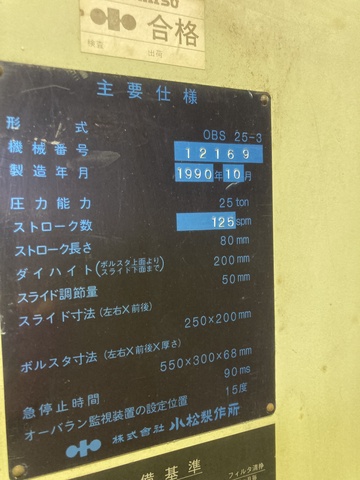 合格
検査 出荷
主要仕様
形式 OBS 25-3
機械番号 12169
製造年月 1990年10月
圧力能力 25 ton
ストローク数 125 spm
ストローク長さ 80 mm
ダイハイト(ボルスタ上面よりスライド下面まで) 200 mm
スライド調節量 50 mm
スライド寸法 (左右X前後)
250×200 mm
ボルスタ寸法 (左右X前後X厚さ)
550×300×68 mm
急停止時間 90 ms
オーバラン監視装置の設定位置 15度
株式会社 小松製作所
備基準
フィルタ清掃